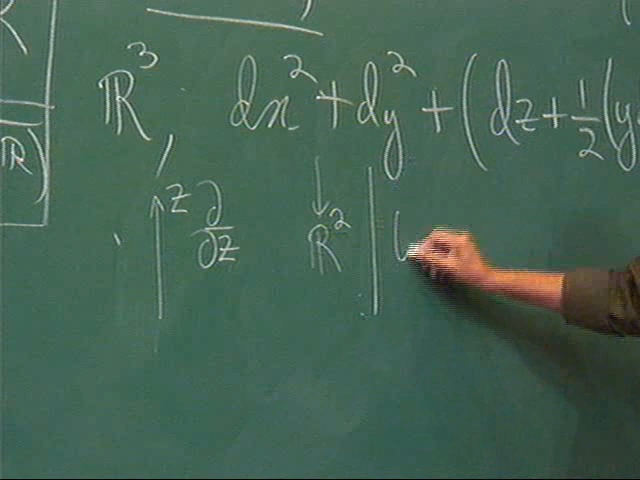 ℝ³, dx² + dy² + (dz + 1/2 (y
ℝ)
z ∂/∂z ↓ ℝ² |